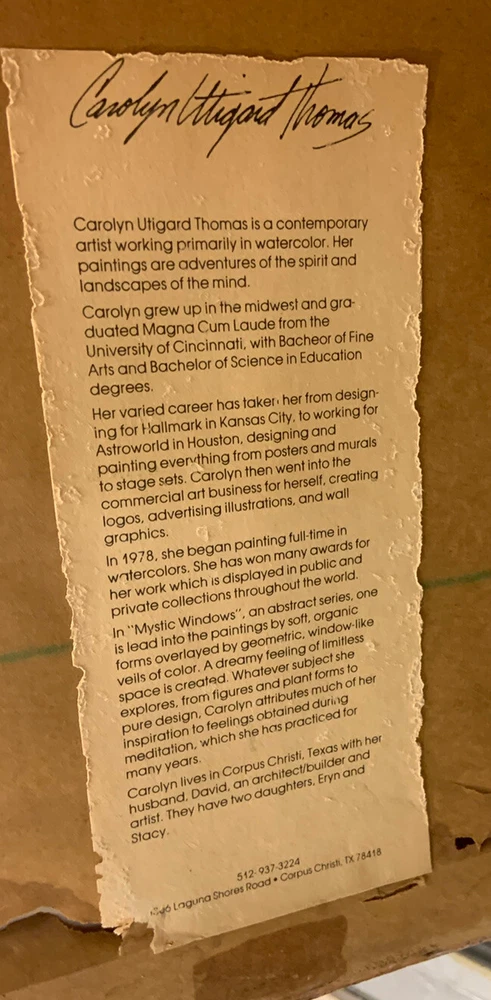 Carolyn Utigard Thomas
Carolyn Utigard Thomas is a contemporary
artist working primarily in watercolor. Her
paintings are adventures of the spirit and
landscapes of the mind.
Carolyn grew up in the midwest and gra-
duated Magna Cum Laude from the
University of Cincinnati, with Bacheor of Fine
Arts and Bachelor of Science in Education
degrees.
Her varied career has taken her from design-
ing for Hallmark in Kansas City, to working for
Astroworld in Houston, designing and
painting everything from posters and murals
to stage sets. Carolyn then went into the
commercial art business for herself, creating
logos, advertising illustrations, and wall
graphics.
In 1978, she began painting full-time in
watercolors. She has won many awards for
her work which is displayed in public and
private collections throughout the world.
In "Mystic Windows", an abstract series, one
is lead into the paintings by soft, organic
forms overlayed by geometric, window-like
veils of color. A dreamy feeling of limitless
space is created. Whatever subject she
explores, from figures and plant forms to
pure design, Carolyn attributes much of her
inspiration to feelings obtained during
meditation, which she has practiced for
many years.
Carolyn lives in Corpus Christi, Texas with her
husband, David, an architect/builder and
artist. They have two daughters, Eryn and
Stacy.
512-937-3224
Laguna Shores Road • Corpus Christi, TX 78418